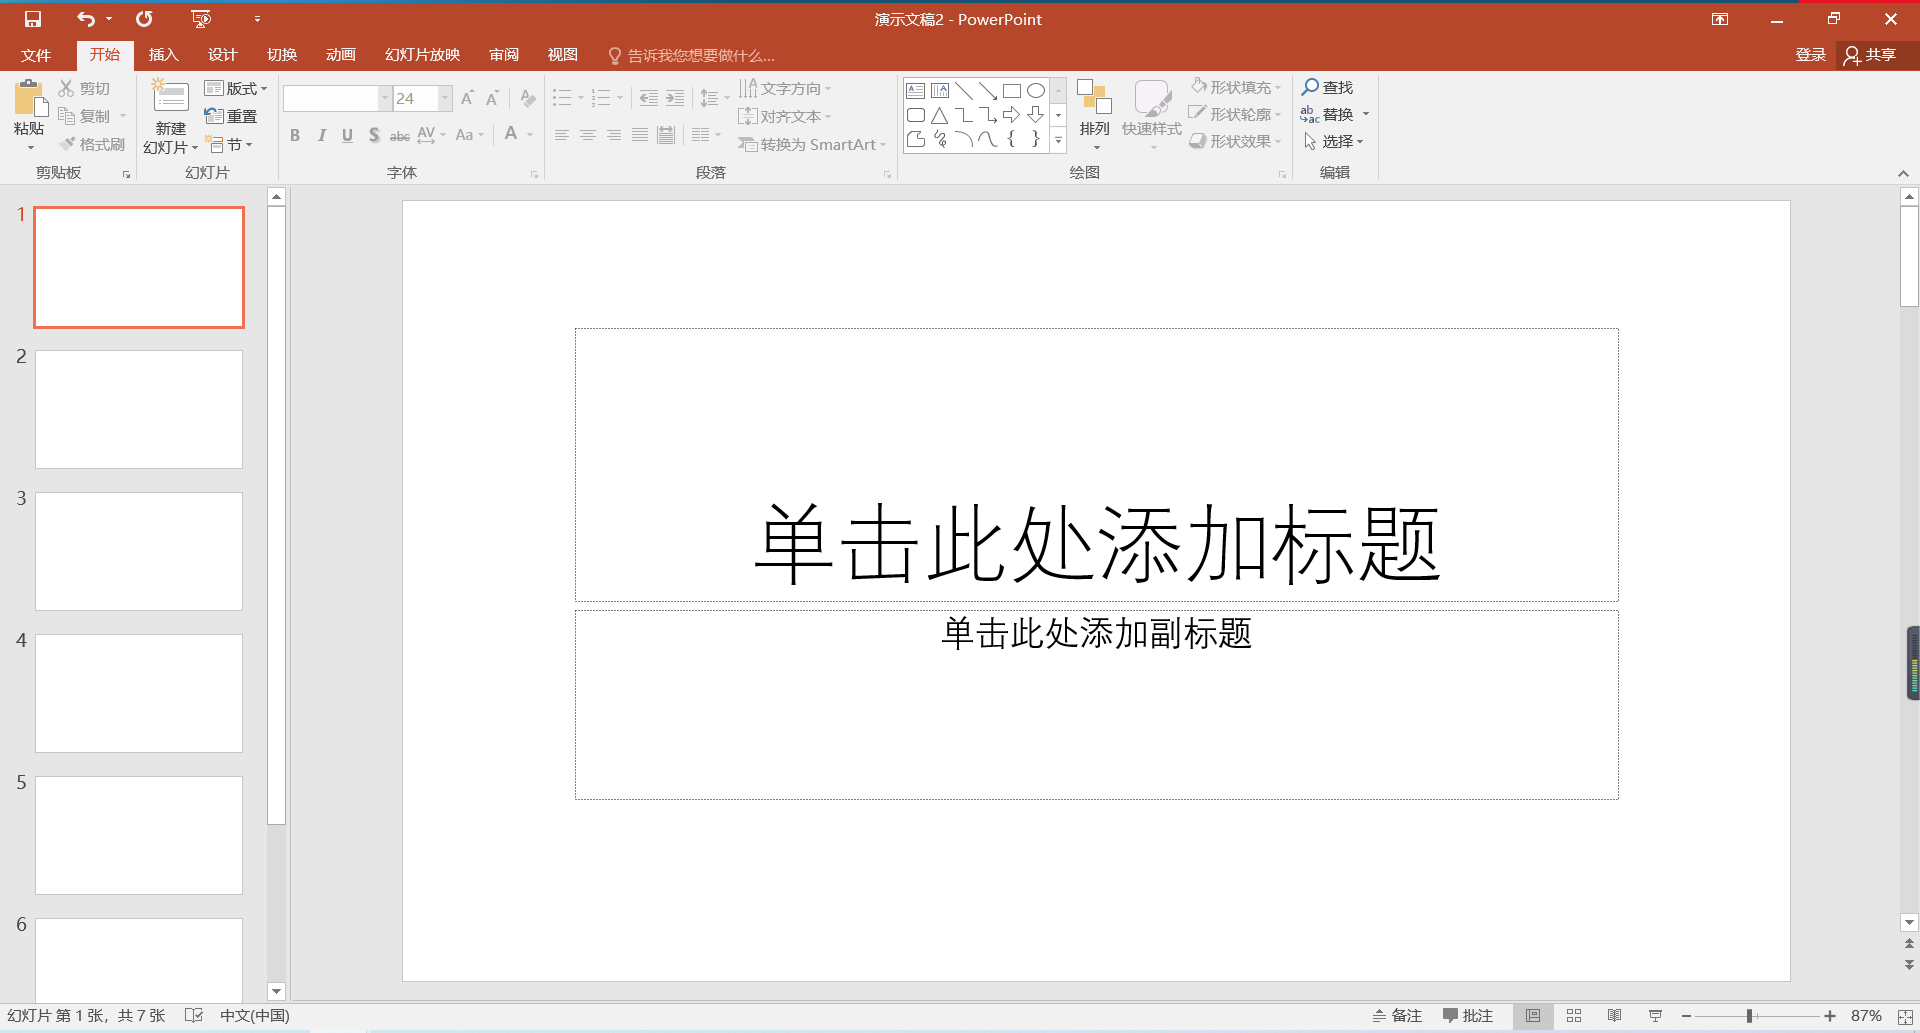 演示文稿2 - PowerPoint
文件 开始 插入 设计 切换 动画 幻灯片放映 审阅 视图 告诉我您想要做什么... 登录 共享
粘贴
剪切
复制
格式刷
剪贴板
新建
幻灯片
版式
重置
节
幻灯片
24
B I U S abc AV Aa A
字体
文字方向
对齐文本
转换为 SmartArt
段落
排列
快速样式
形状填充
形状轮廓
形状效果
绘图
查找
替换
选择
编辑
1
2
3
4
5
6
单击此处添加标题
单击此处添加副标题
幻灯片 第 1 张，共 7 张 中文(中国) 备注 批注 87%